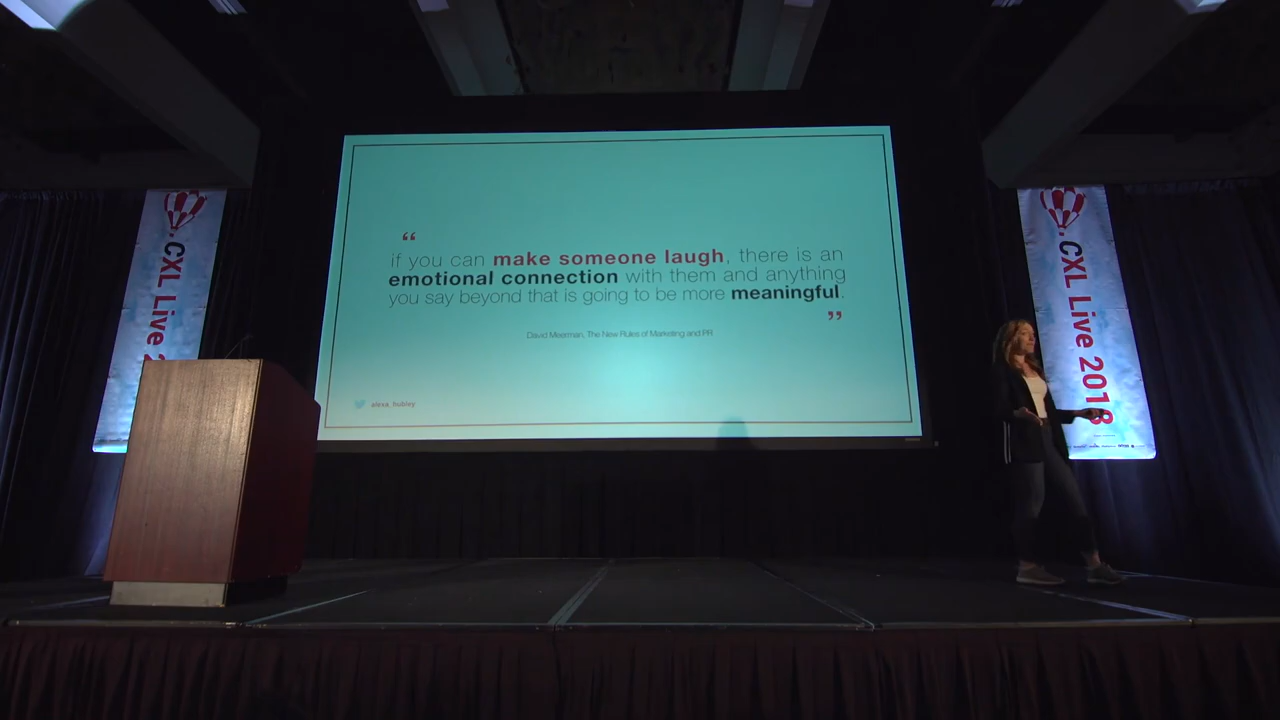 “
if you can make someone laugh, there is an
emotional connection with them and anything
you say beyond that is going to be more meaningful.
”
David Meerman, The New Rules of Marketing and PR
alexa_hubley
CXL Live 2
CXL Live 2018